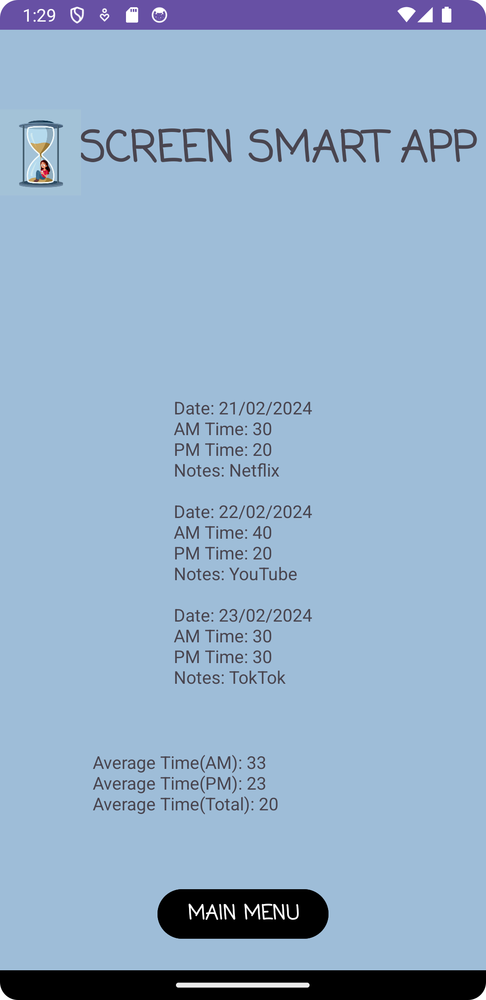 1:29
SCREEN SMART APP
Date: 21/02/2024
AM Time: 30
PM Time: 20
Notes: Netflix
Date: 22/02/2024
AM Time: 40
PM Time: 20
Notes: YouTube
Date: 23/02/2024
AM Time: 30
PM Time: 30
Notes: TokTok
Average Time(AM): 33
Average Time(PM): 23
Average Time(Total): 20
MAIN MENU